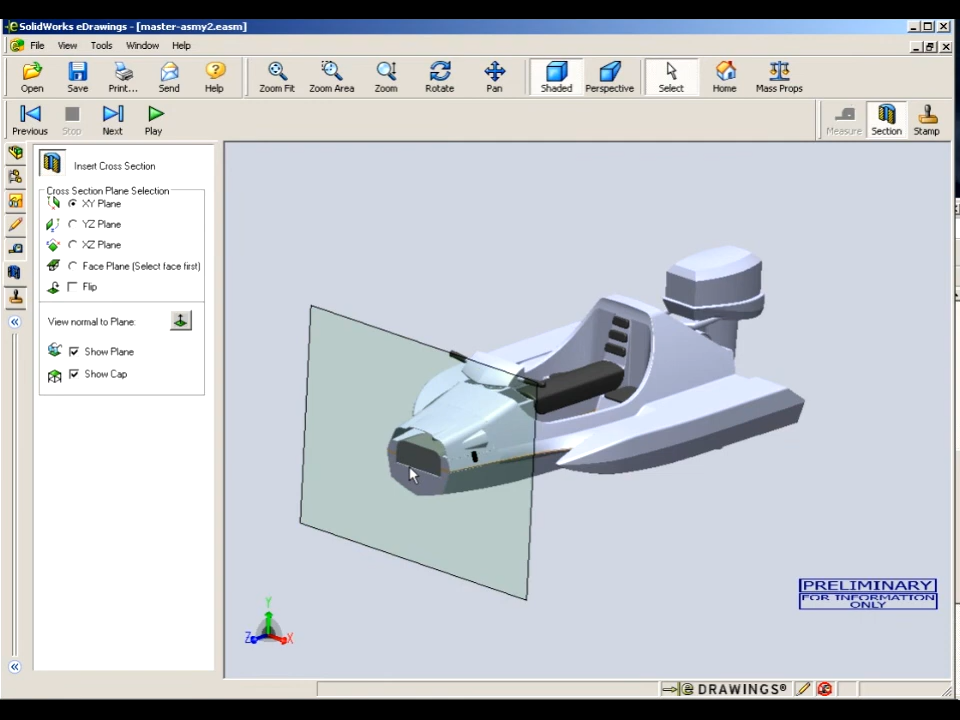 SolidWorks eDrawings - [master-asmy2.easm]
File View Tools Window Help
Open Save Print... Send Help Zoom Fit Zoom Area Zoom Rotate Pan Shaded Perspective Select Home Mass Props
Previous Stop Next Play Measure Section Stamp
Insert Cross Section
Cross Section Plane Selection
XY Plane
YZ Plane
XZ Plane
Face Plane (Select face first)
Flip
View normal to Plane:
Show Plane
Show Cap
PRELIMINARY
FOR INFORMATION
ONLY
Y
Z X
e DRAWINGS®